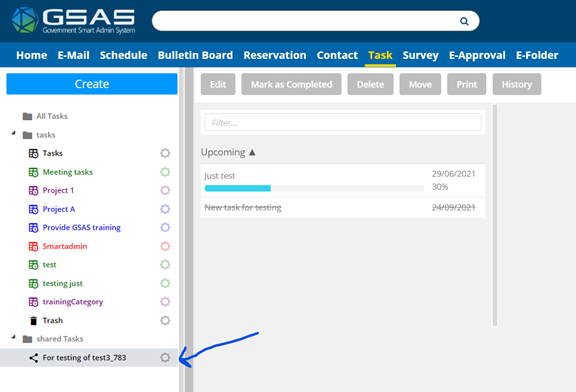 GSAS
Government Smart Admin System
Home E-Mail Schedule Bulletin Board Reservation Contact Task Survey E-Approval E-Folder
Create
Edit Mark as Completed Delete Move Print History
All Tasks
tasks
Tasks
Meeting tasks
Project 1
Project A
Provide GSAS training
Smartadmin
test
testing just
trainingCategory
Trash
shared Tasks
For testing of test3_783
Filter...
Upcoming ▲
Just test 29/06/2021
30%
New task for testing 24/09/2021